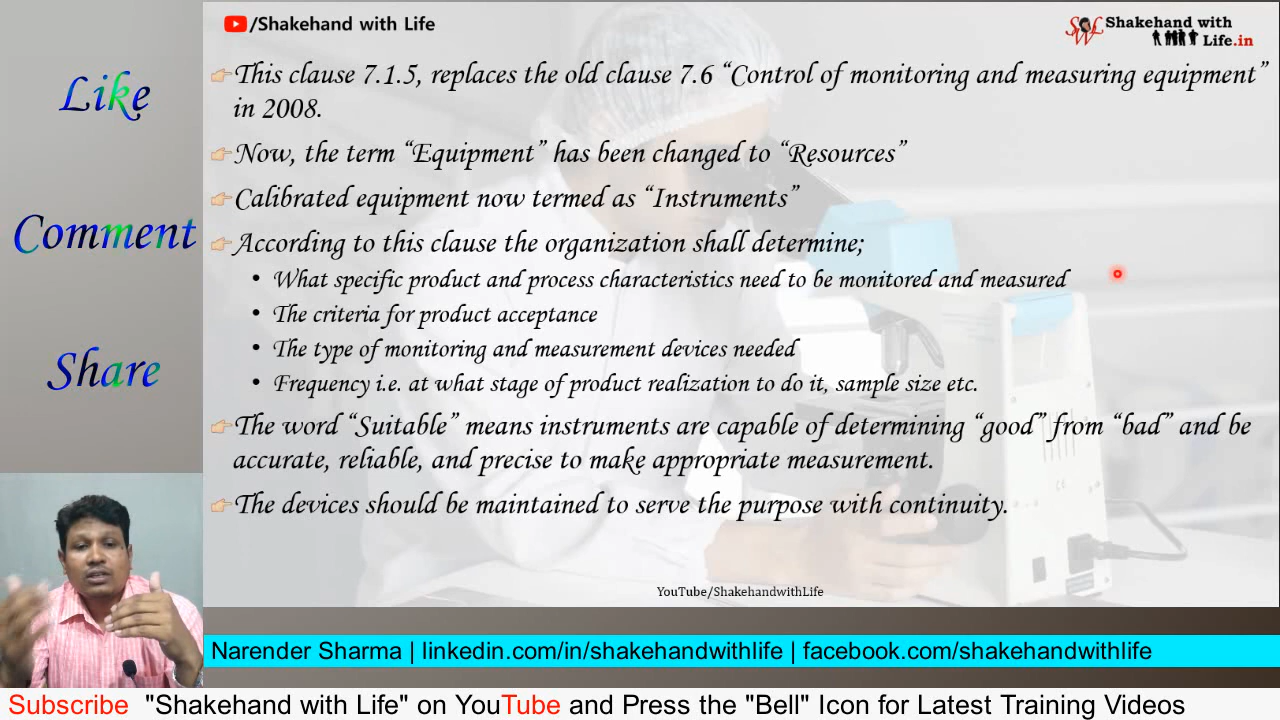 /Shakehand with Life
SWL Shakehand with
Life.in
Like
Comment
Share
This clause 7.1.5, replaces the old clause 7.6 “Control of monitoring and measuring equipment”
in 2008.
Now, the term “Equipment” has been changed to “Resources”
Calibrated equipment now termed as “Instruments”
According to this clause the organization shall determine;
• What specific product and process characteristics need to be monitored and measured
• The criteria for product acceptance
• The type of monitoring and measurement devices needed
• Frequency i.e. at what stage of product realization to do it, sample size etc.
The word “Suitable” means instruments are capable of determining “good” from “bad” and be
accurate, reliable, and precise to make appropriate measurement.
The devices should be maintained to serve the purpose with continuity.
YouTube/ShakehandwithLife
Narender Sharma | linkedin.com/in/shakehandwithlife | facebook.com/shakehandwithlife
Subscribe "Shakehand with Life" on YouTube and Press the "Bell" Icon for Latest Training Videos